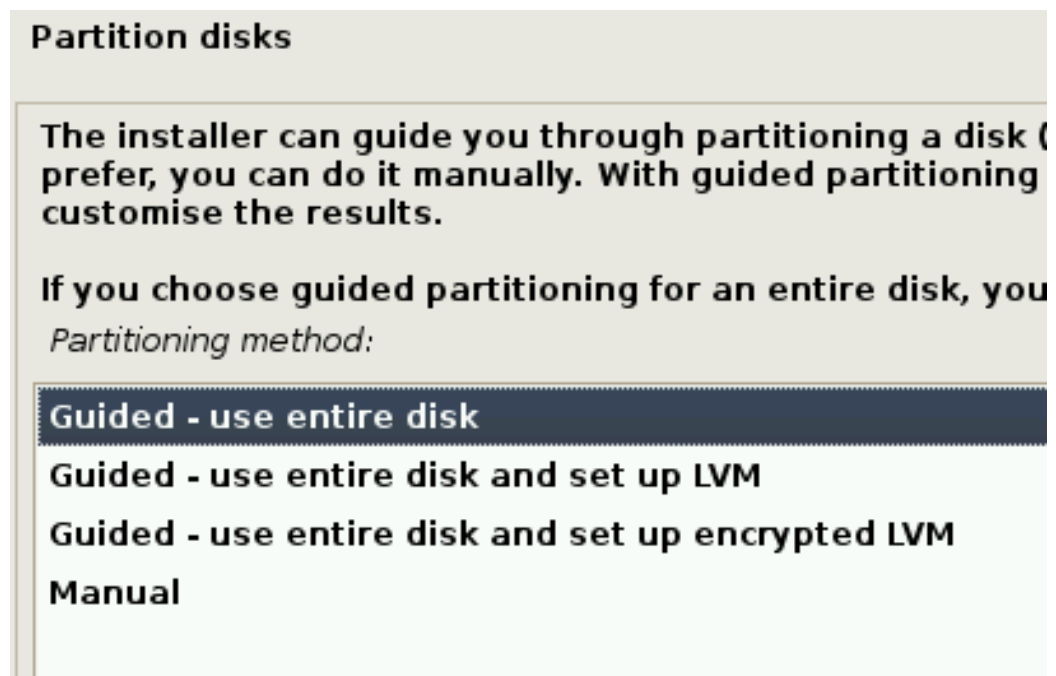 Partition disks
The installer can guide you through partitioning a disk (
prefer, you can do it manually. With guided partitioning
customise the results.
If you choose guided partitioning for an entire disk, you
Partitioning method:
Guided - use entire disk
Guided - use entire disk and set up LVM
Guided - use entire disk and set up encrypted LVM
Manual